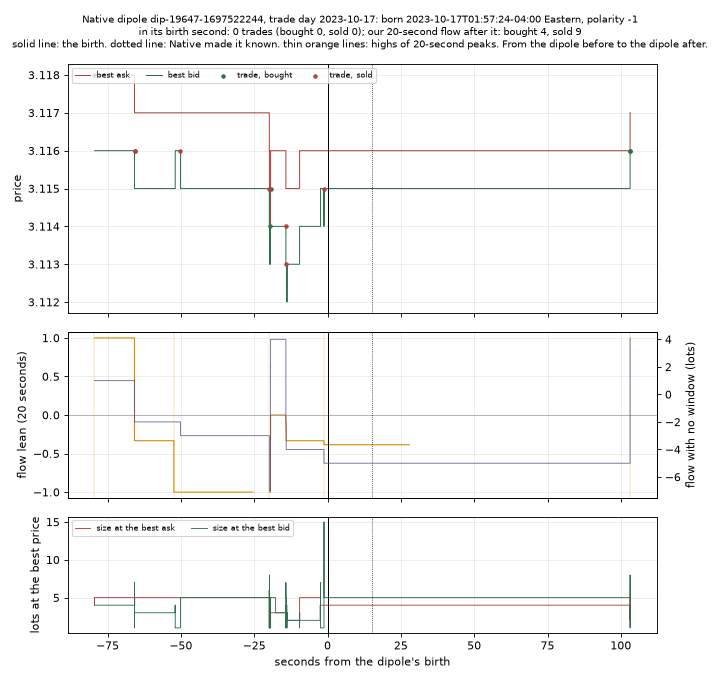 Native dipole dip-19647-1697522244, trade day 2023-10-17: born 2023-10-17T01:57:24-04:00 Eastern, polarity -1
in its birth second: 0 trades (bought 0, sold 0); our 20-second flow after it: bought 4, sold 9
solid line: the birth. dotted line: Native made it known. thin orange lines: highs of 20-second peaks. From the dipole before to the dipole after.
best ask
best bid
trade, bought
trade, sold
3.118
3.117
3.116
3.115
3.114
3.113
3.112
price
1.0
0.5
0.0
−0.5
−1.0
flow lean (20 seconds)
4
2
0
−2
−4
−6
flow with no window (lots)
size at the best ask
size at the best bid
15
10
5
lots at the best price
−75
−50
−25
0
25
50
75
100
seconds from the dipole's birth